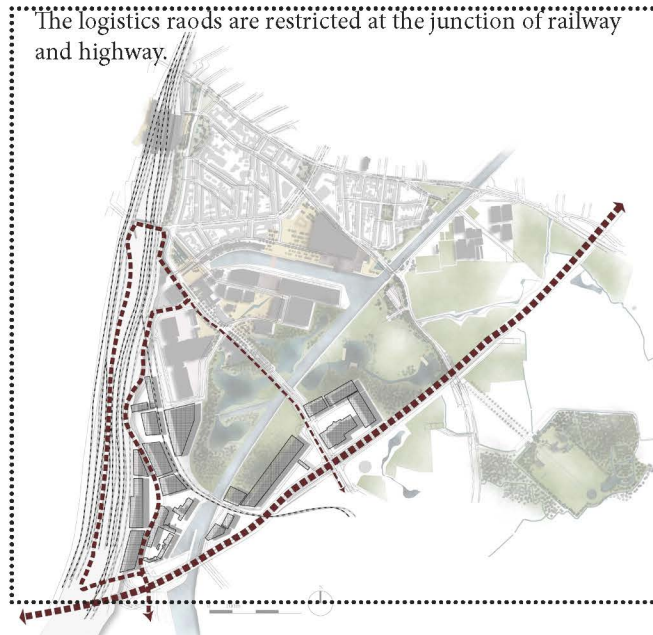 The logistics raods are restricted at the junction of railway
and highway.